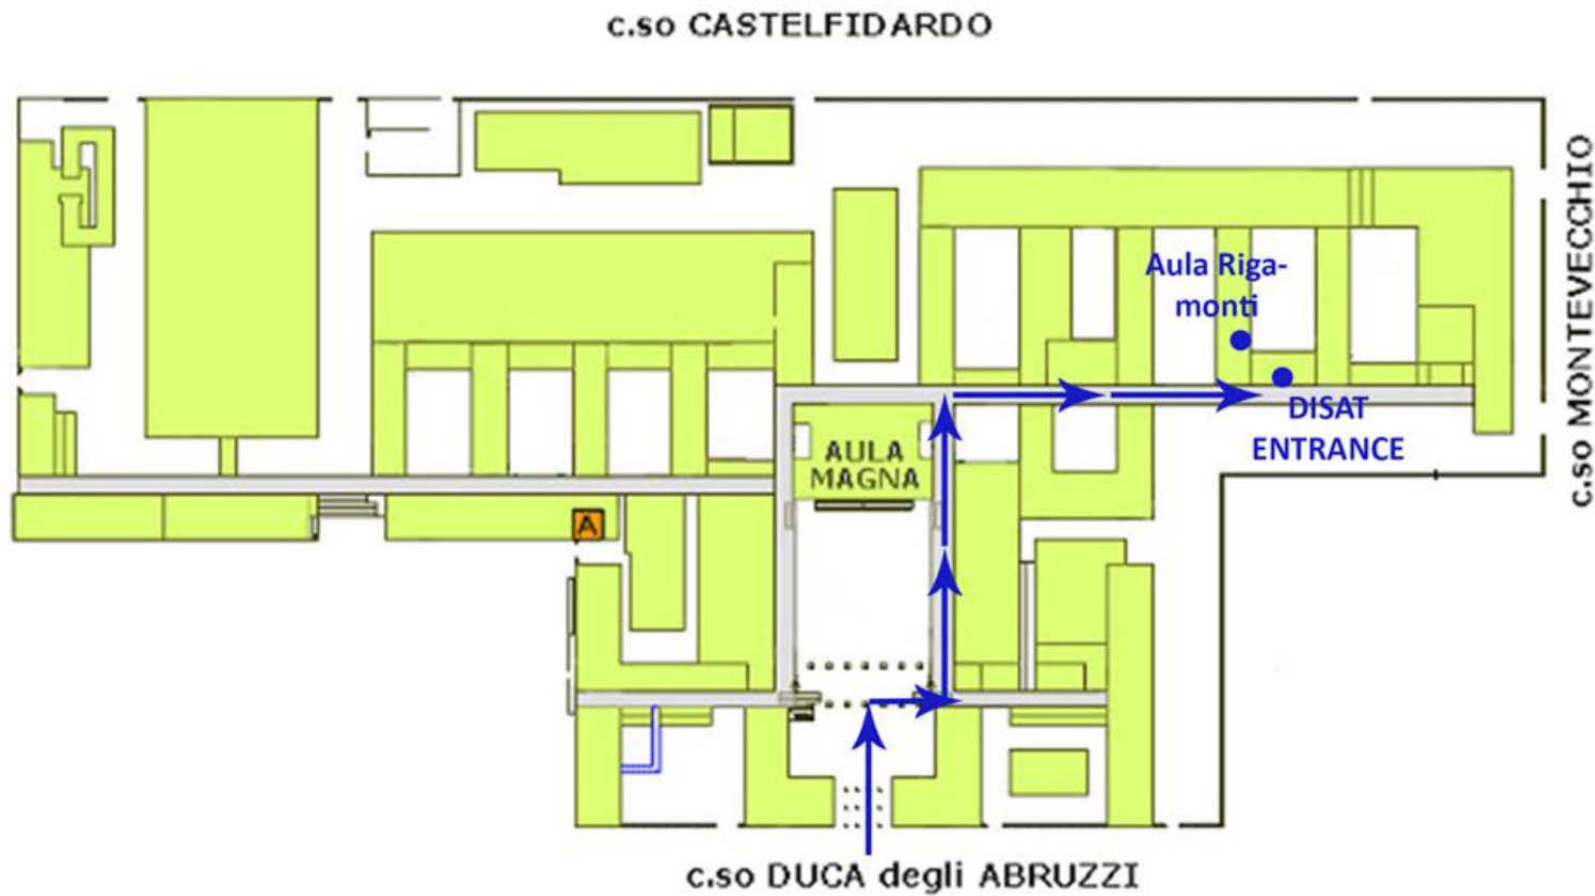 c.so CASTELFIDARDO
c.so MONTEVECCHIO
Aula Riga-
monti
DISAT
ENTRANCE
AULA
MAGNA
A
c.so DUCA degli ABRUZZI